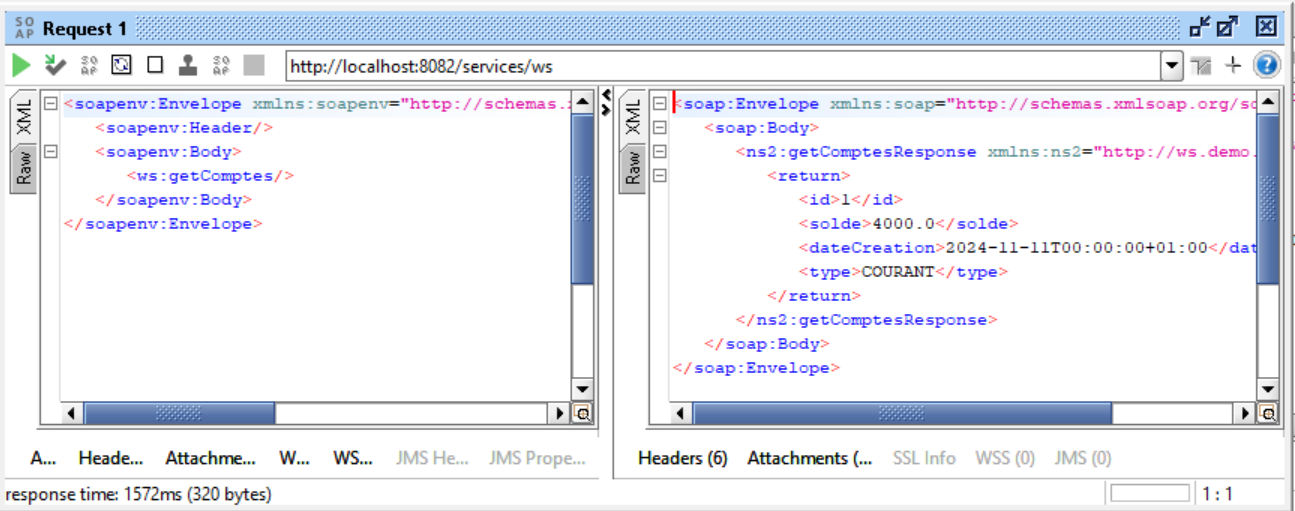 SO AP Request 1
http://localhost:8082/services/ws
XML
Raw
<soapenv:Envelope xmlns:soapenv="http://schemas.
<soapenv:Header/>
<soapenv:Body>
<ws:getComptes/>
</soapenv:Body>
</soapenv:Envelope>
XML
Raw
<soap:Envelope xmlns:soap="http://schemas.xmlsoap.org/so
<soap:Body>
<ns2:getComptesResponse xmlns:ns2="http://ws.demo.
<return>
<id>1</id>
<solde>4000.0</solde>
<dateCreation>2024-11-11T00:00:00+01:00</dat
<type>COURANT</type>
</return>
</ns2:getComptesResponse>
</soap:Body>
</soap:Envelope>
A... Heade... Attachme... W... WS... JMS He... JMS Prope...
Headers (6) Attachments (... SSL Info WSS (0) JMS (0)
response time: 1572ms (320 bytes)
1 : 1